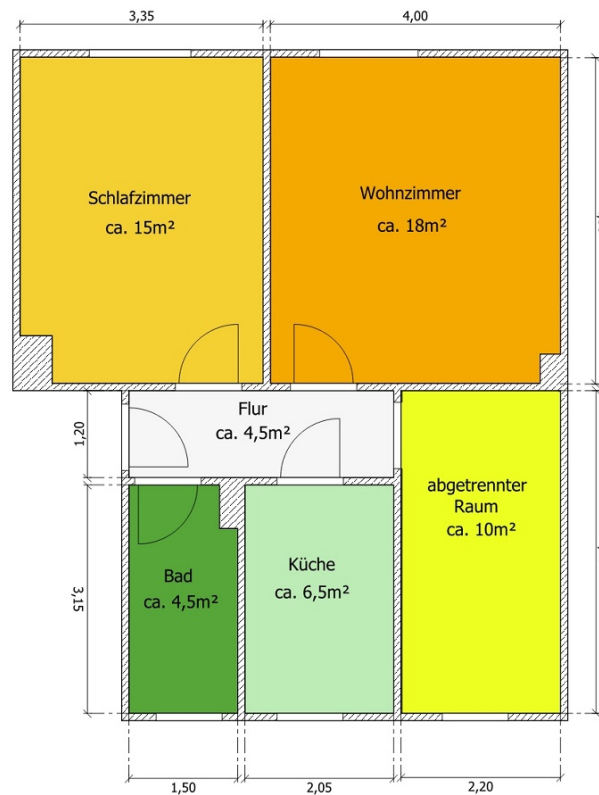 3,35
4,00
Schlafzimmer
ca. 15m²
Wohnzimmer
ca. 18m²
Flur
ca. 4,5m²
1,20
abgetrennter
Raum
ca. 10m²
Bad
ca. 4,5m²
Küche
ca. 6,5m²
3,15
1,50
2,05
2,20